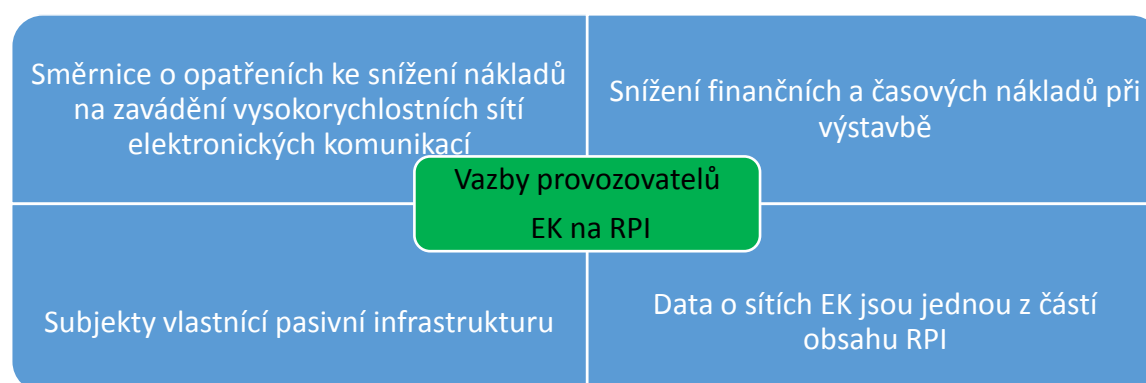 Směrnice o opatřeních ke snížení nákladů
na zavádění vysokorychlostních sítí
elektronických komunikací
Snížení finančních a časových nákladů při
výstavbě
Vazby provozovatelů
EK na RPI
Subjekty vlastnící pasivní infrastrukturu
Data o sítích EK jsou jednou z částí
obsahu RPI